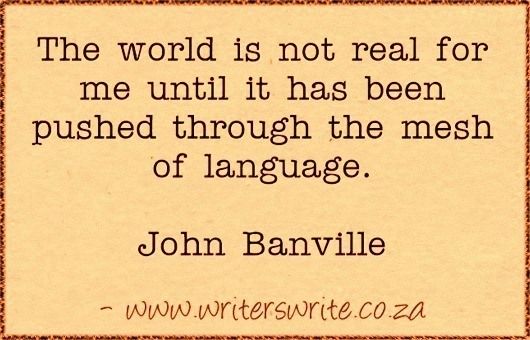 The world is not real for
me until it has been
pushed through the mesh
of language.
John Banville
- www.writerswrite.co.za